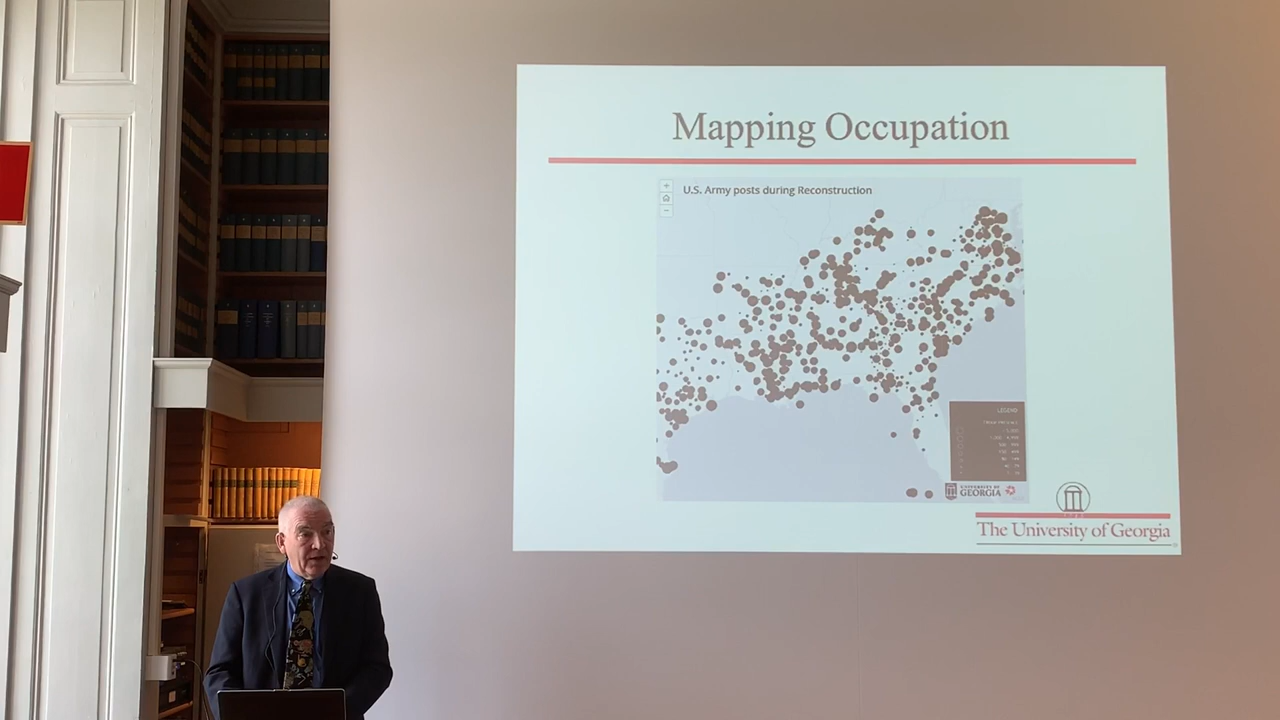 Mapping Occupation
U.S. Army posts during Reconstruction
LEGEND
UNIVERSITY OF
GEORGIA
The University of Georgia